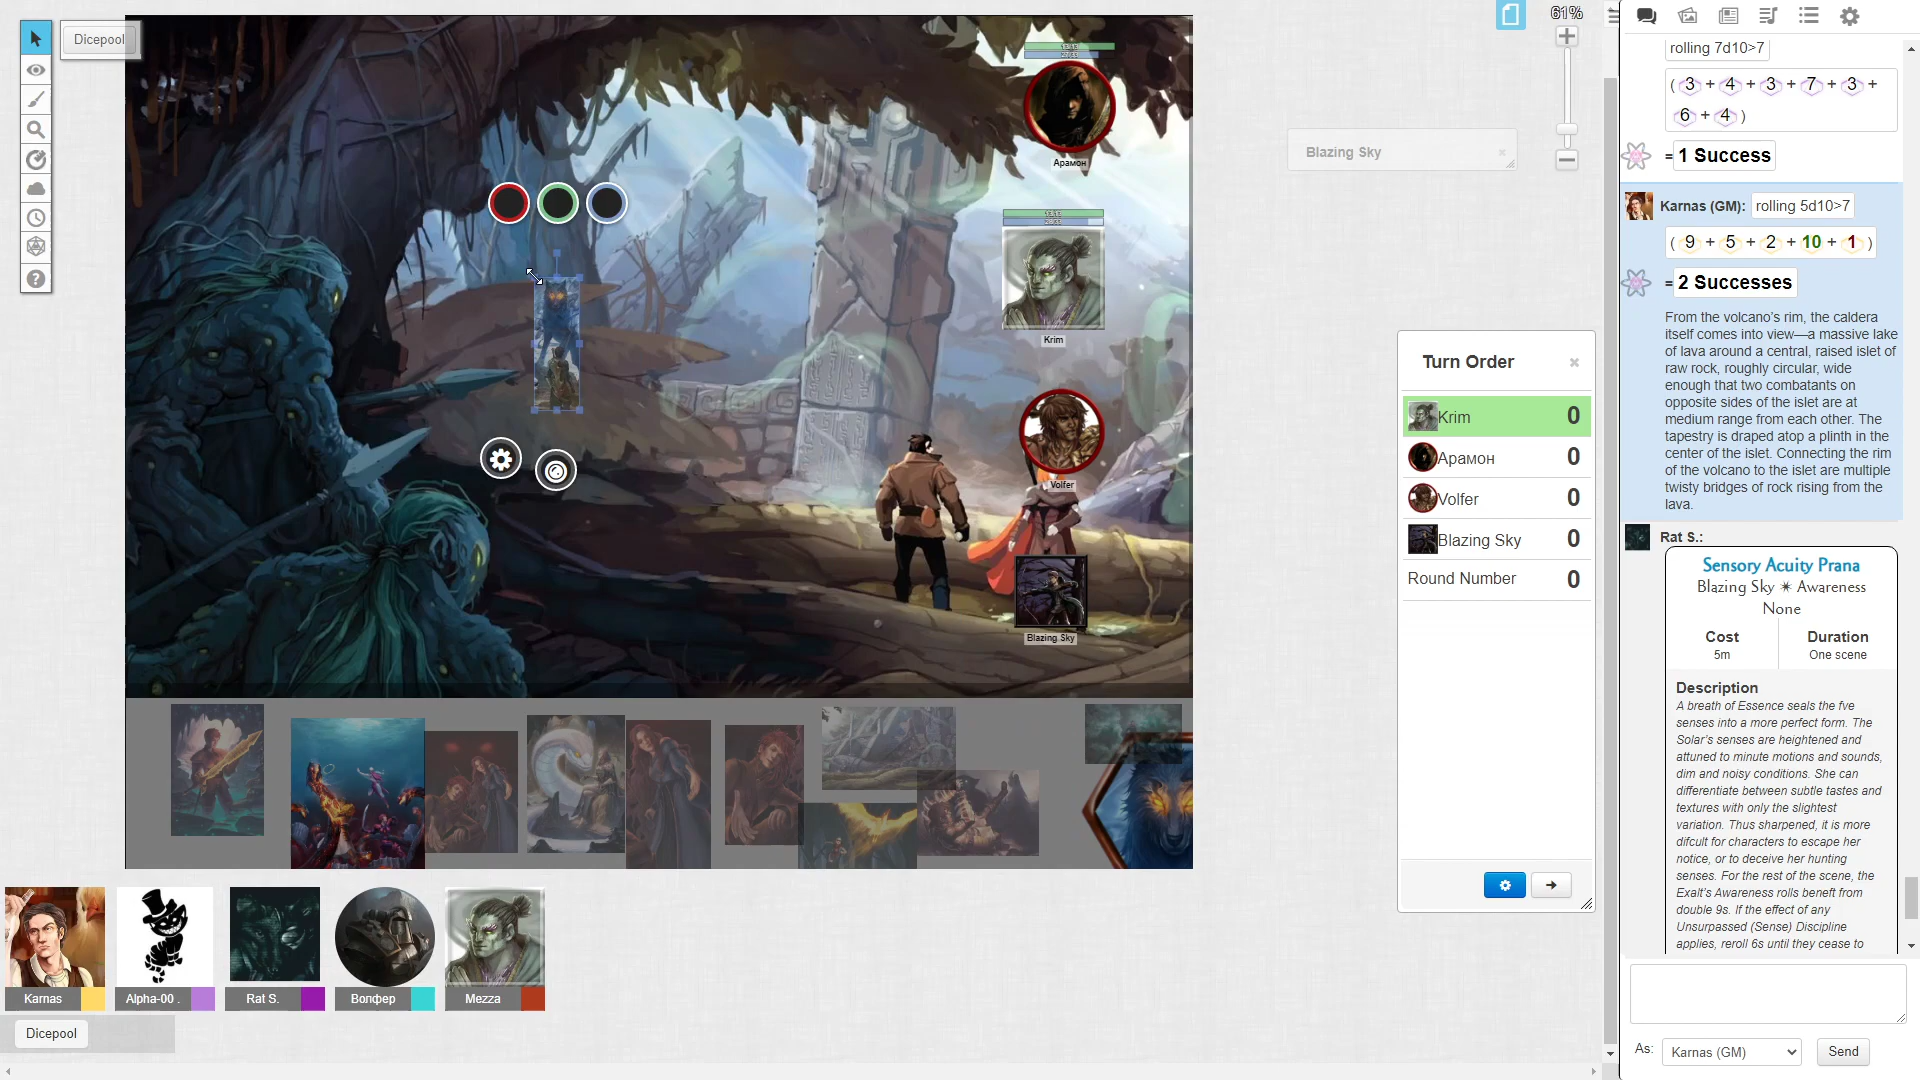 Dicepool
61%
rolling 7d10>7
( 3 + 4 + 3 + 7 + 3 +
6 + 4 )
= 1 Success
Karnas (GM): rolling 5d10>7
( 9 + 5 + 2 + 10 + 1 )
= 2 Successes
From the volcano's rim, the caldera
itself comes into view—a massive lake
of lava around a central, raised islet of
raw rock, roughly circular, wide
enough that two combatants on
opposite sides of the islet are at
medium range from each other. The
tapestry is draped atop a plinth in the
center of the islet. Connecting the rim
of the volcano to the islet are multiple
twisty bridges of rock rising from the
lava.
Rat S.:
Sensory Acuity Prana
Blazing Sky ✴ Awareness
None
Cost
5m
Duration
One scene
Description
A breath of Essence seals the fve
senses into a more perfect form. The
Solar's senses are heightened and
attuned to minute motions and sounds,
dim and noisy conditions. She can
differentiate between subtle tastes and
textures with only the slightest
variation. Thus sharpened, it is more
difcult for characters to escape her
notice, or to deceive her hunting
senses. For the rest of the scene, the
Exalt's Awareness rolls beneft from
double 9s. If the effect of any
Unsurpassed (Sense) Discipline
applies, reroll 6s until they cease to
As: Karnas (GM)
Send
Blazing Sky ×
Turn Order ×
Krim 0
Арамон 0
Volfer 0
Blazing Sky 0
Round Number 0
Арамон
Krim
Volfer
Blazing Sky
Karnas
Alpha-00 .
Rat S.
Волфер
Mezza
Dicepool